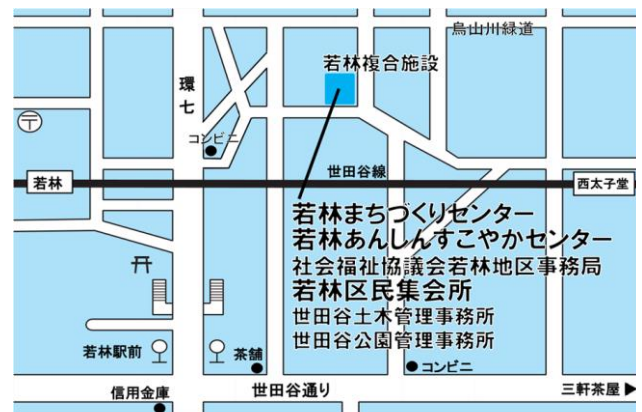 烏山川緑道
若林複合施設
環七
〒
コンビニ
世田谷線
若林
西太子堂
若林まちづくりセンター
若林あんしんすこやかセンター
社会福祉協議会若林地区事務局
若林区民集会所
世田谷土木管理事務所
世田谷公園管理事務所
若林駅前
茶舗
コンビニ
信用金庫
世田谷通り
三軒茶屋▶